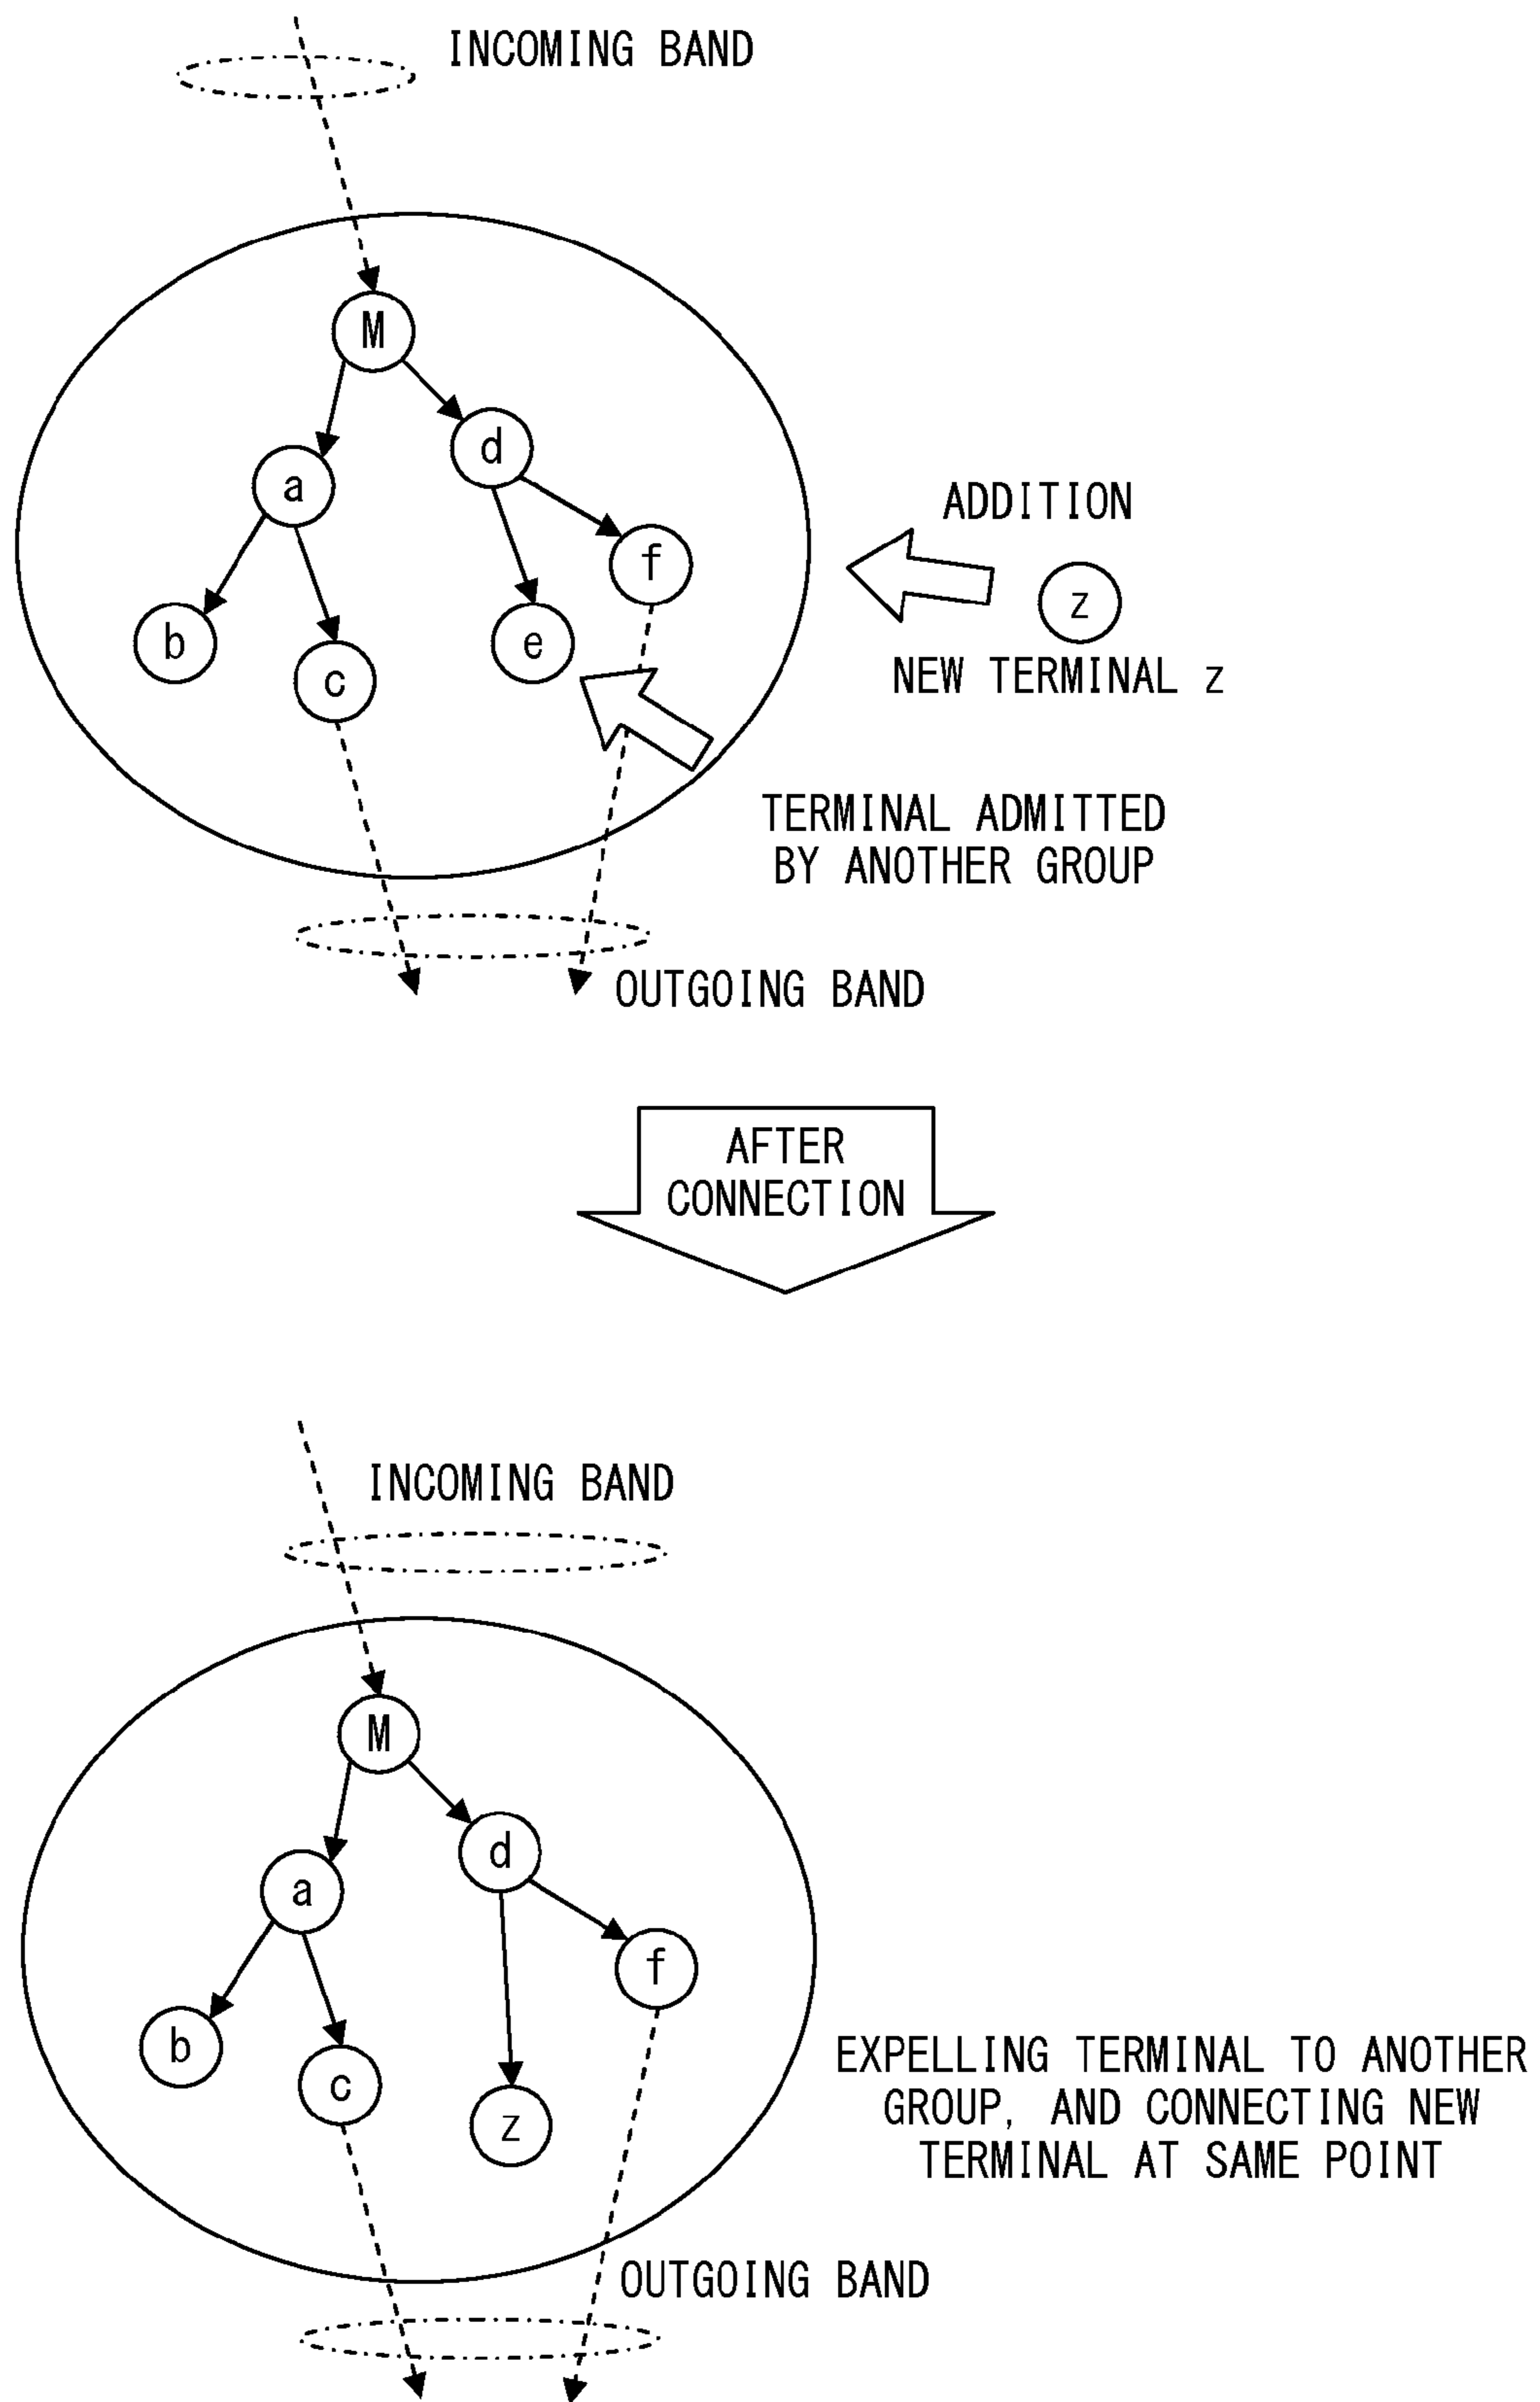 INCOMING BAND
M
d
a
ADDITION
f
z
b
e
c
NEW TERMINAL z
TERMINAL ADMITTED
BY ANOTHER GROUP
OUTGOING BAND
AFTER
CONNECTION
INCOMING BAND
M
d
a
f
b
c
z
EXPELLING TERMINAL TO ANOTHER
GROUP, AND CONNECTING NEW
TERMINAL AT SAME POINT
OUTGOING BAND